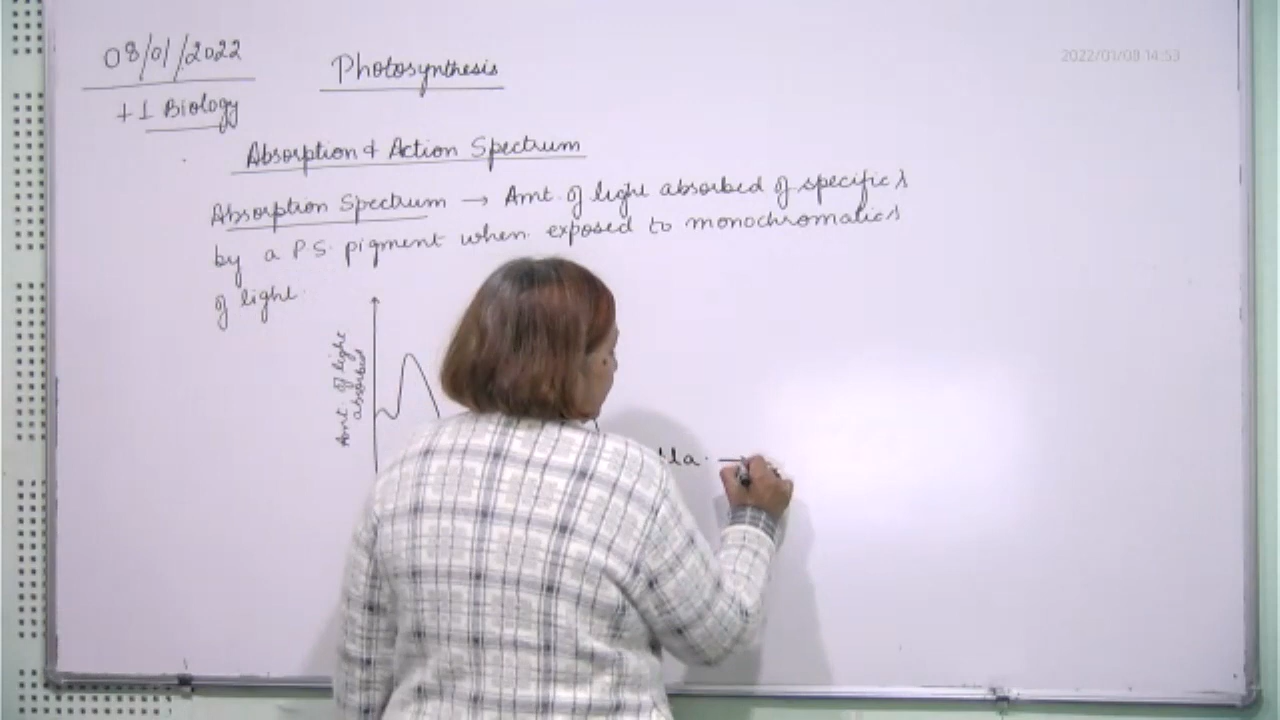 08/01/2022
+1 Biology
Photosynthesis
2022/01/08 14:53
Absorption & Action Spectrum
Absorption Spectrum → Amt. of light absorbed of specific λ
by a P.S. pigment when exposed to monochromatic λ
of light.
Amt. of light
absorbed